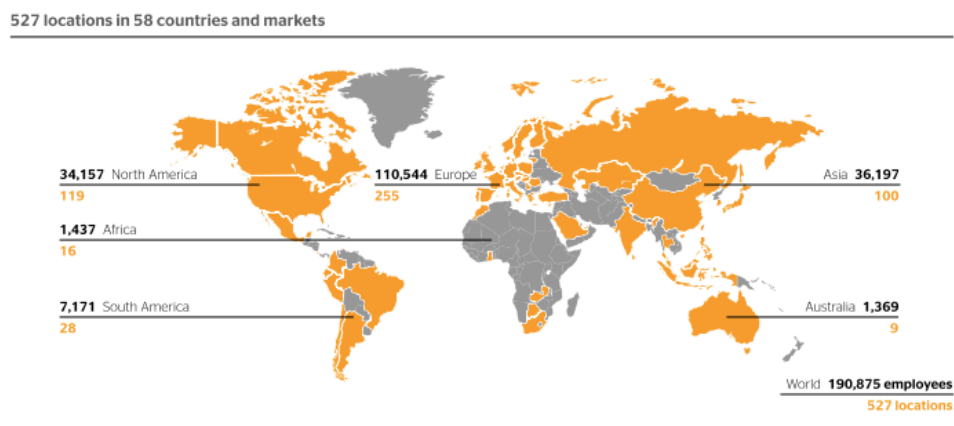 527 locations in 58 countries and markets
34,157 North America
119
110,544 Europe
255
Asia 36,197
100
1,437 Africa
16
7,171 South America
28
Australia 1,369
9
World 190,875 employees
527 locations